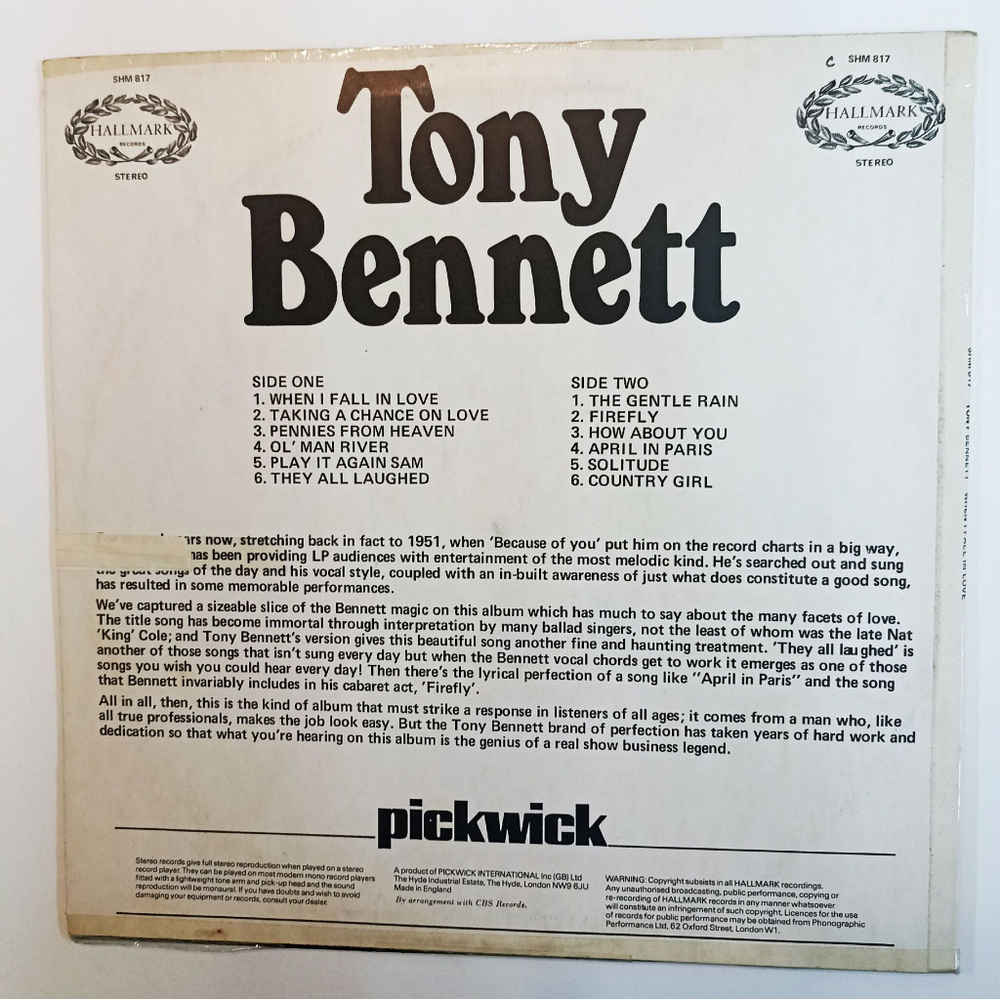 SHM 817
HALLMARK
RECORDS
STEREO
C SHM 817
HALLMARK
RECORDS
STEREO
Tony
Bennett
SIDE ONE
1. WHEN I FALL IN LOVE
2. TAKING A CHANCE ON LOVE
3. PENNIES FROM HEAVEN
4. OL' MAN RIVER
5. PLAY IT AGAIN SAM
6. THEY ALL LAUGHED
SIDE TWO
1. THE GENTLE RAIN
2. FIREFLY
3. HOW ABOUT YOU
4. APRIL IN PARIS
5. SOLITUDE
6. COUNTRY GIRL
now, stretching back in fact to 1951, when 'Because of you' put him on the record charts in a big way,
has been providing LP audiences with entertainment of the most melodic kind. He's searched out and sung
the great songs of the day and his vocal style, coupled with an in-built awareness of just what does constitute a good song,
has resulted in some memorable performances.
We've captured a sizeable slice of the Bennett magic on this album which has much to say about the many facets of love.
The title song has become immortal through interpretation by many ballad singers, not the least of whom was the late Nat
'King' Cole; and Tony Bennett's version gives this beautiful song another fine and haunting treatment. 'They all laughed' is
another of those songs that isn't sung every day but when the Bennett vocal chords get to work it emerges as one of those
songs you wish you could hear every day! Then there's the lyrical perfection of a song like "April in Paris" and the song
that Bennett invariably includes in his cabaret act, 'Firefly'.
All in all, then, this is the kind of album that must strike a response in listeners of all ages; it comes from a man who, like
all true professionals, makes the job look easy. But the Tony Bennett brand of perfection has taken years of hard work and
dedication so that what you're hearing on this album is the genius of a real show business legend.
pickwick
Stereo records give full stereo reproduction when played on a stereo
record player. They can be played on most modern mono record players
fitted with a lightweight tone arm and pick-up head and the sound
reproduction will be monaural. If you have doubts and wish to avoid
damaging your equipment or records, consult your dealer.
A product of PICKWICK INTERNATIONAL Inc (GB) Ltd
The Hyde Industrial Estate, The Hyde, London NW9 6JU
Made in England
By arrangement with CBS Records.
WARNING: Copyright subsists in all HALLMARK recordings.
Any unauthorised broadcasting, public performance, copying or
re-recording of HALLMARK records in any manner whatsoever
will constitute an infringement of such copyright. Licences for the use
of records for public performance may be obtained from Phonographic
Performance Ltd, 62 Oxford Street, London W1.
SHM 817 TONY BENNETT WHEN I FALL IN LOVE